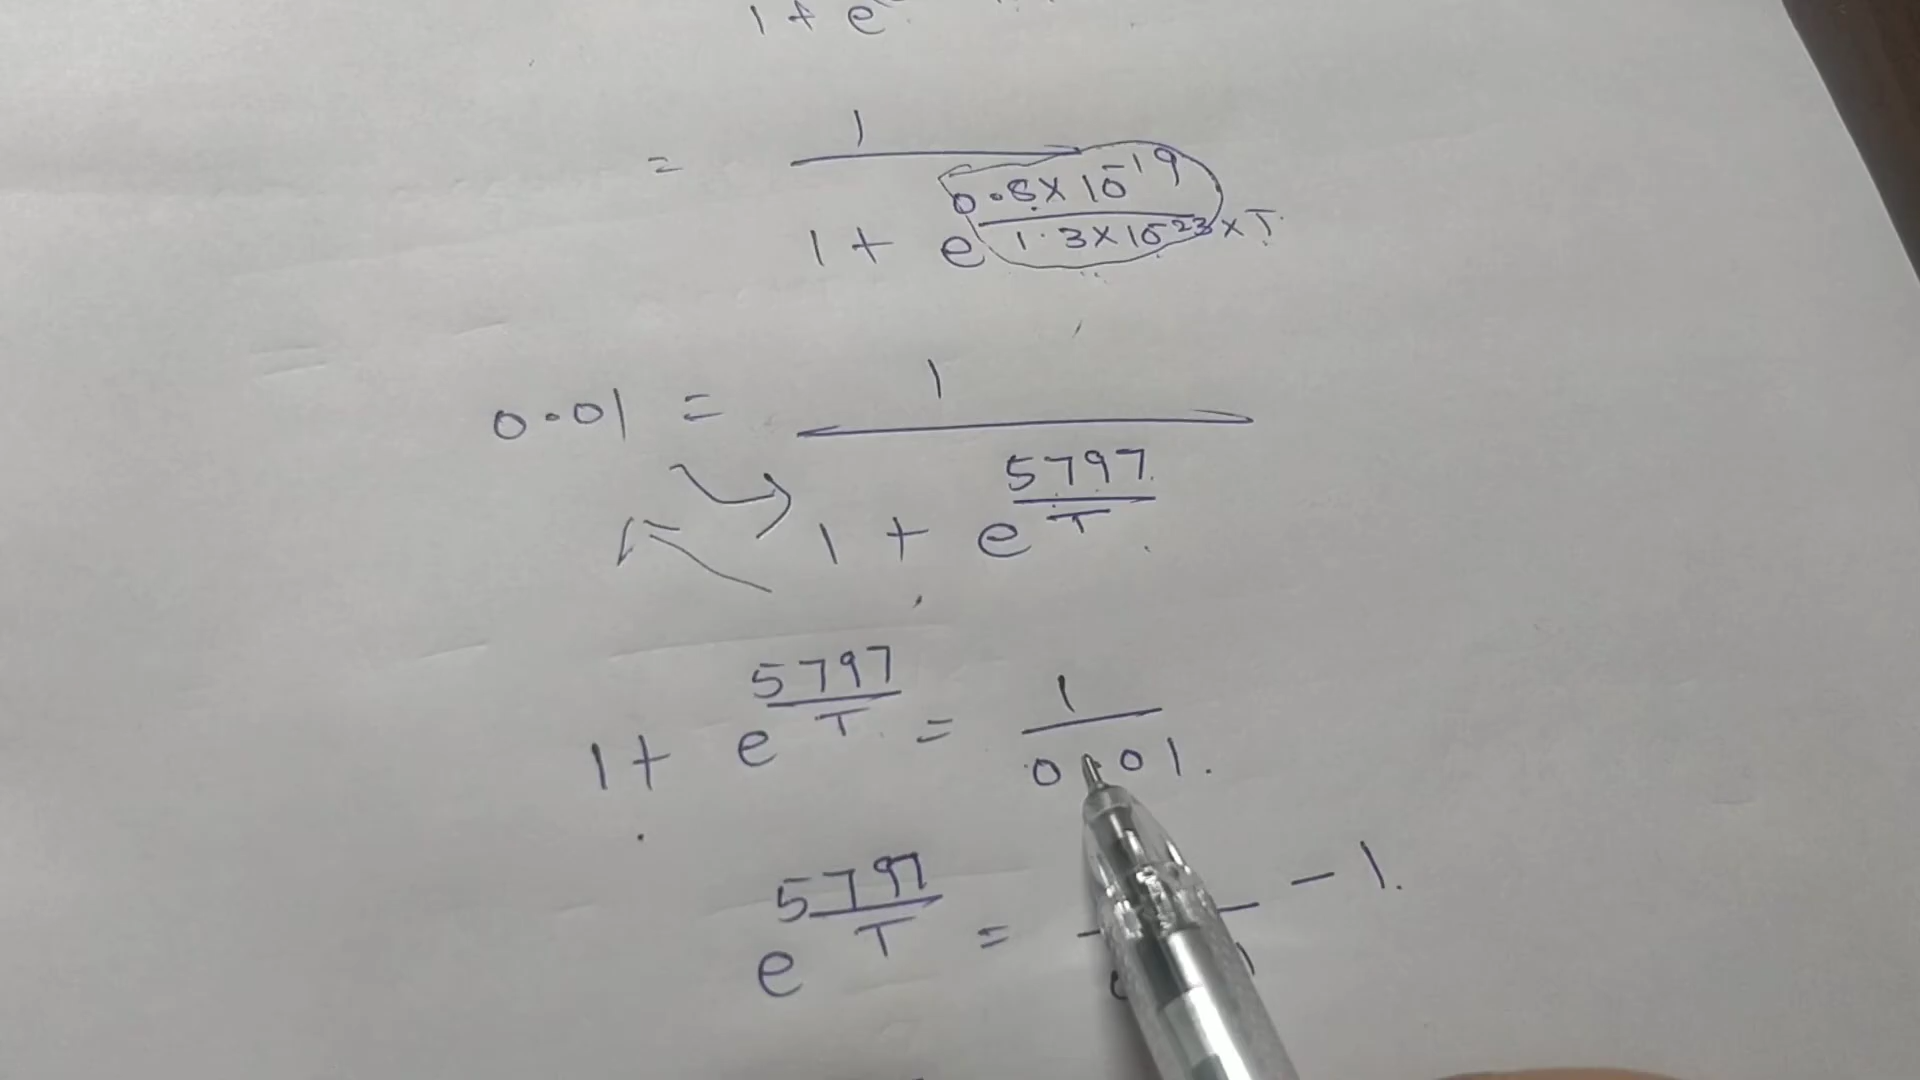 1 + e
= 1 / 1 + e^(0.8 × 10^-19 / 1.3 × 10^-23 × T)
0.01 = 1 / 1 + e^(5797 / T)
1 + e^(5797 / T) = 1 / 0.01
e^(5797 / T) = - 1